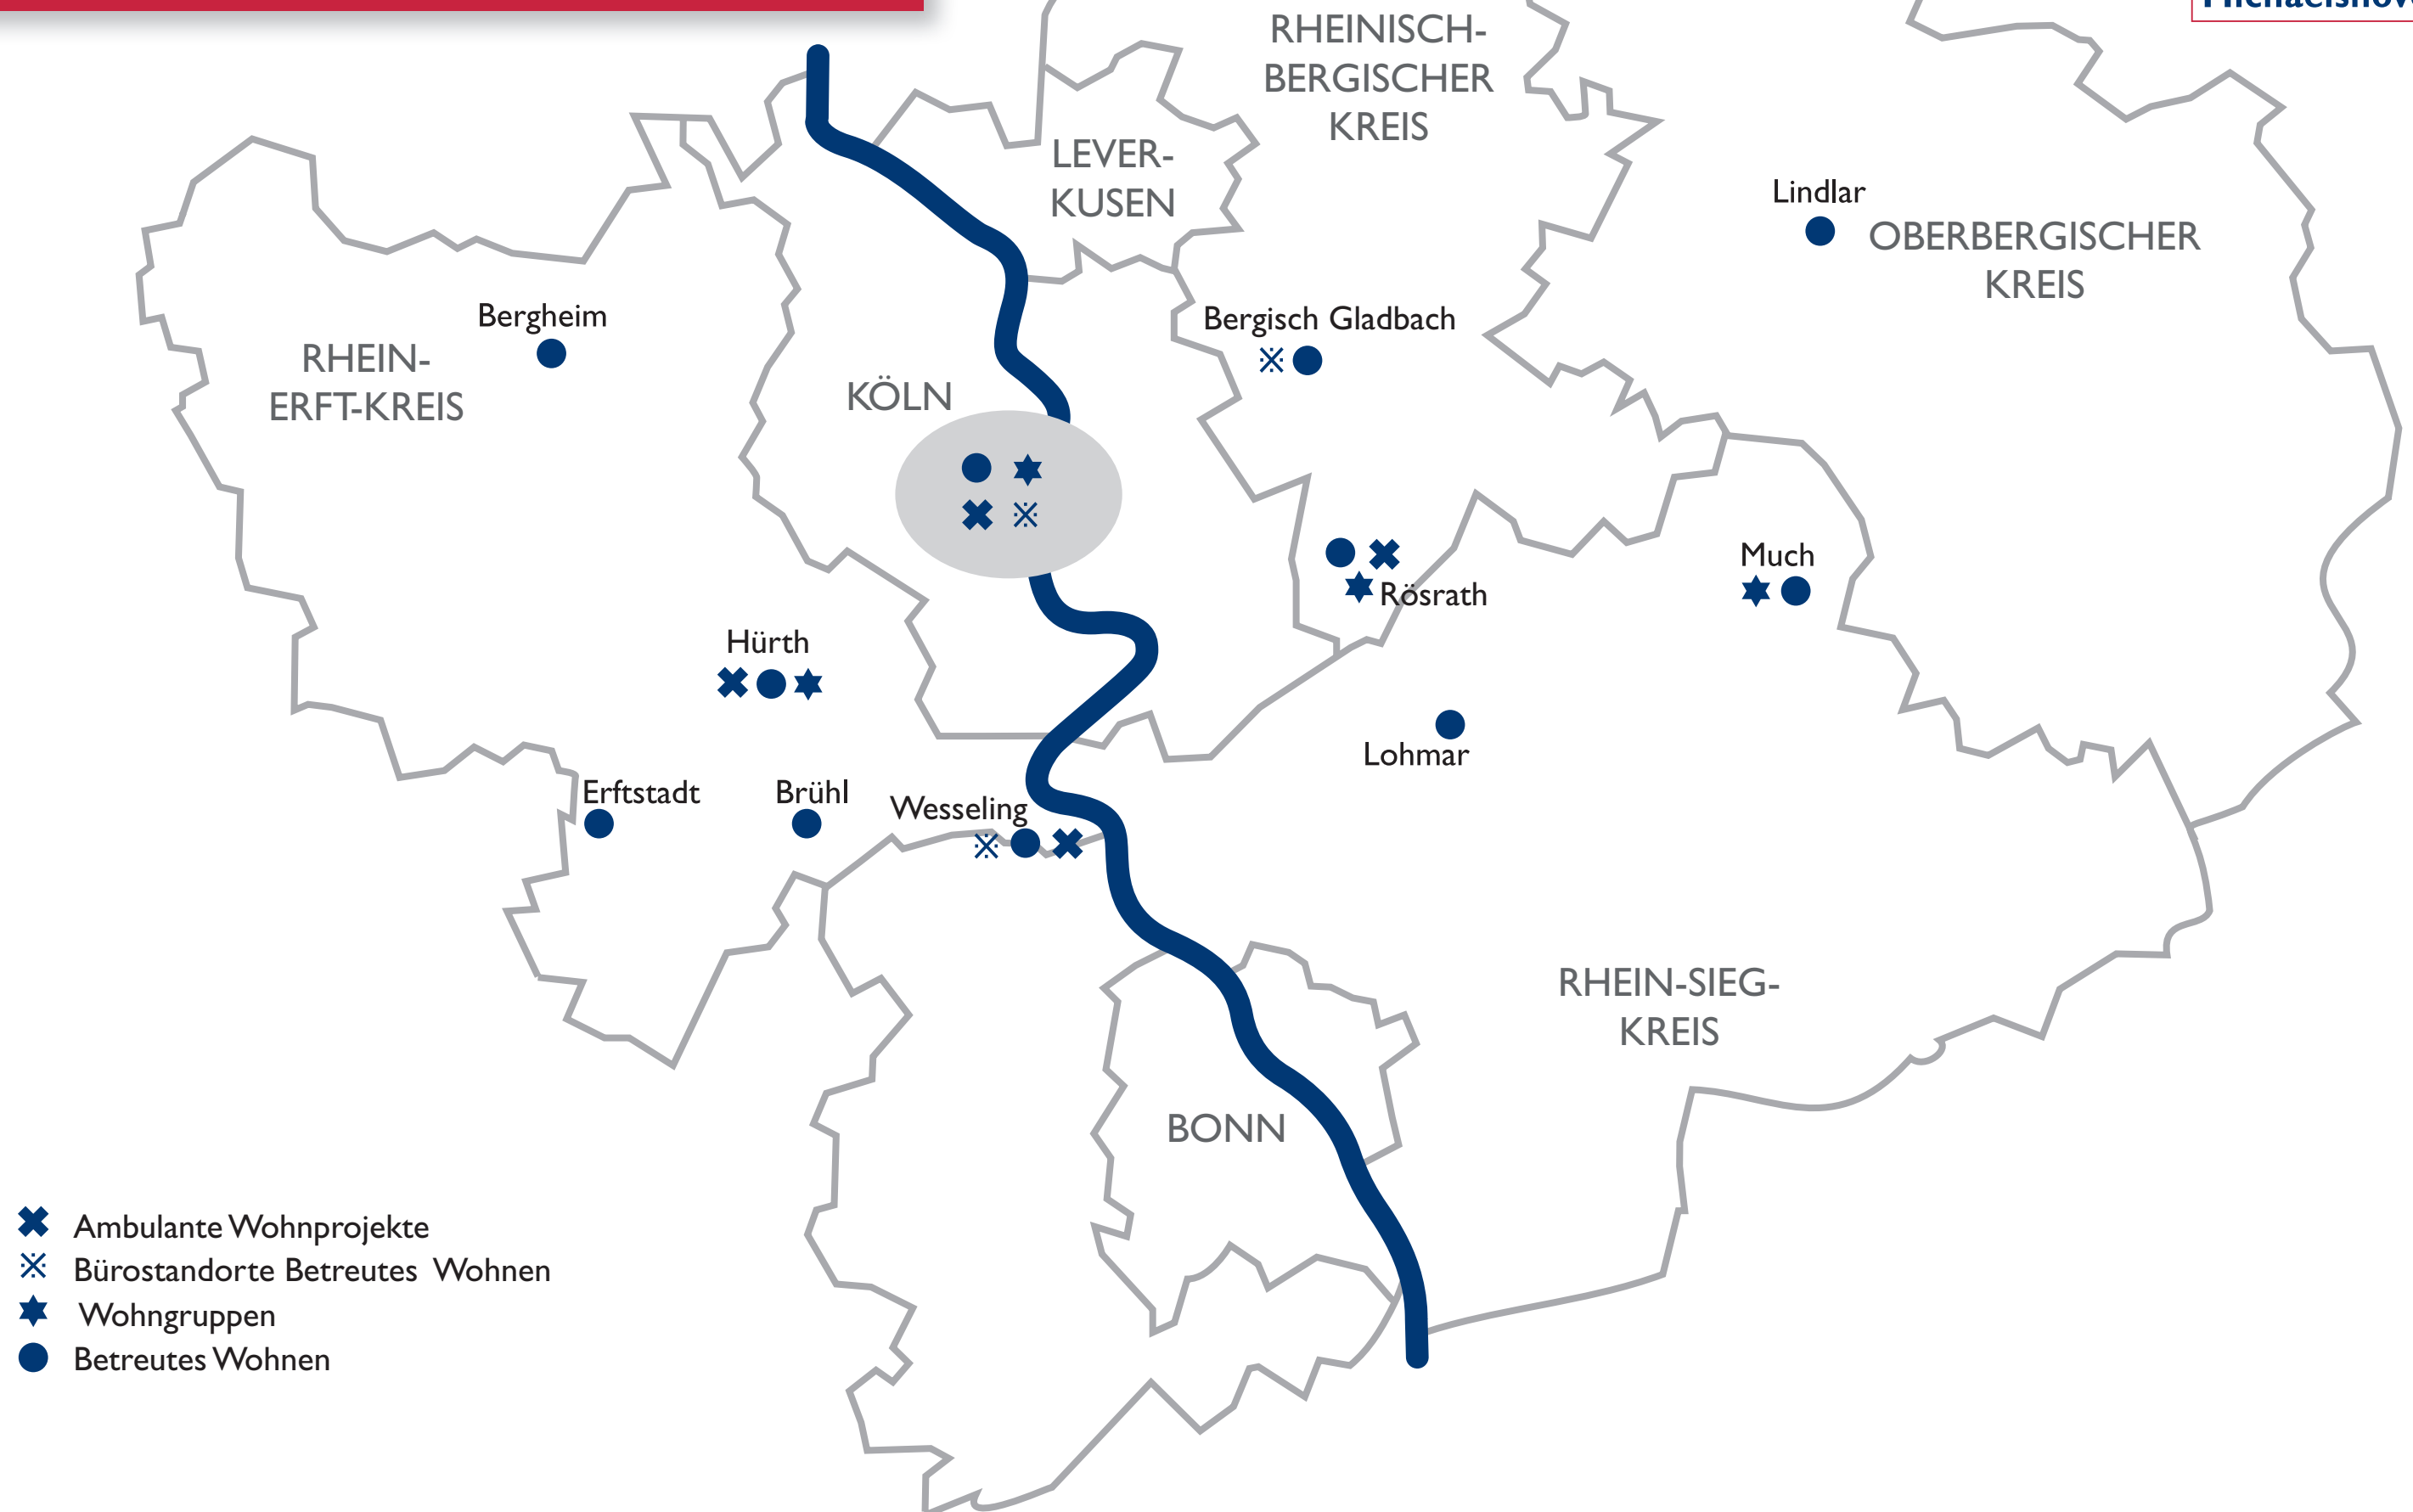 RHEINISCH-
BERGISCHER
KREIS
LEVER-
KUSEN
Lindlar
OBERBERGISCHER
KREIS
Bergheim
Bergisch Gladbach
RHEIN-
ERFT-KREIS
KÖLN
Much
Rösrath
Hürth
Lohmar
Erftstadt
Brühl
Wesseling
RHEIN-SIEG-
KREIS
BONN
Ambulante Wohnprojekte
Bürostandorte Betreutes Wohnen
Wohngruppen
Betreutes Wohnen